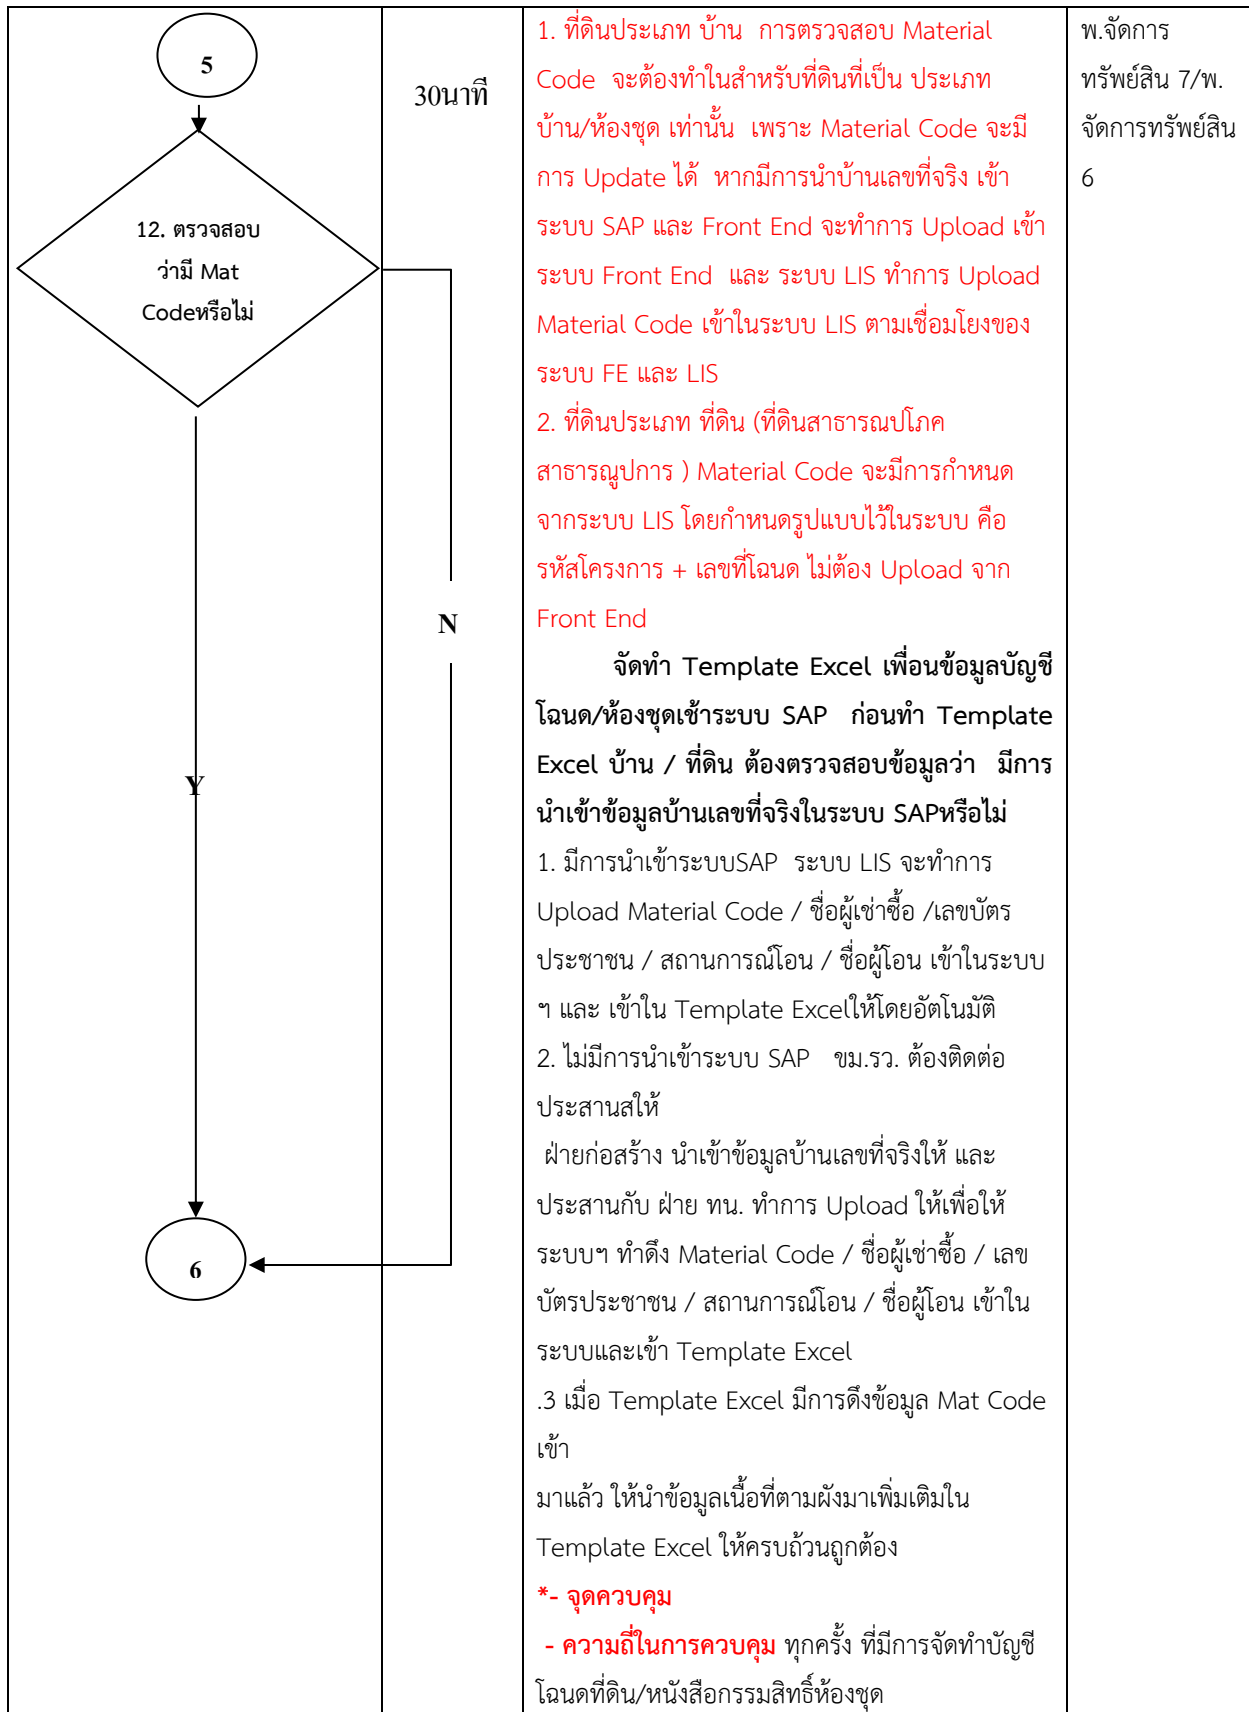 5
12. ตรวจสอบ
ว่ามี Mat
Codeหรือไม่
Y
N
6
30นาที
1. ที่ดินประเภท บ้าน  การตรวจสอบ Material
Code  จะต้องทำในสำหรับที่ดินที่เป็น ประเภท
บ้าน/ห้องชุด เท่านั้น  เพราะ Material Code จะมี
การ Update ได้  หากมีการนำบ้านเลขที่จริง เข้า
ระบบ SAP และ Front End จะทำการ Upload เข้า
ระบบ Front End  และ ระบบ LIS ทำการ Upload
Material Code เข้าในระบบ LIS ตามเชื่อมโยงของ
ระบบ FE และ LIS
2. ที่ดินประเภท ที่ดิน (ที่ดินสาธารณปโภค
สาธารณูปการ ) Material Code จะมีการกำหนด
จากระบบ LIS โดยกำหนดรูปแบบไว้ในระบบ คือ
รหัสโครงการ + เลขที่โฉนด ไม่ต้อง Upload จาก
Front End
จัดทำ Template Excel เพื่อนข้อมูลบัญชี
โฉนด/ห้องชุดเช้าระบบ SAP  ก่อนทำ Template
Excel บ้าน / ที่ดิน ต้องตรวจสอบข้อมูลว่า  มีการ
นำเข้าข้อมูลบ้านเลขที่จริงในระบบ SAPหรือไม่
1. มีการนำเข้าระบบSAP  ระบบ LIS จะทำการ
Upload Material Code / ชื่อผู้เช่าซื้อ /เลขบัตร
ประชาชน / สถานการณ์โอน / ชื่อผู้โอน เข้าในระบบ
ฯ และ เข้าใน Template Excelให้โดยอัตโนมัติ
2. ไม่มีการนำเข้าระบบ SAP   ขม.รว. ต้องติดต่อ
ประสานสให้
ฝ่ายก่อสร้าง นำเข้าข้อมูลบ้านเลขที่จริงให้ และ
ประสานกับ ฝ่าย ทน. ทำการ Upload ให้เพื่อให้
ระบบฯ ทำดึง Material Code / ชื่อผู้เช่าซื้อ / เลข
บัตรประชาชน / สถานการณ์โอน / ชื่อผู้โอน เข้าใน
ระบบและเข้า Template Excel
.3 เมื่อ Template Excel มีการดึงข้อมูล Mat Code
เข้า
มาแล้ว ให้นำข้อมูลเนื้อที่ตามผังมาเพิ่มเติมใน
Template Excel ให้ครบถ้วนถูกต้อง
*- จุดควบคุม
- ความถี่ในการควบคุม ทุกครั้ง ที่มีการจัดทำบัญชี
โฉนดที่ดิน/หนังสือกรรมสิทธิ์ห้องชุด
พ.จัดการ
ทรัพย์สิน 7/พ.
จัดการทรัพย์สิน
6